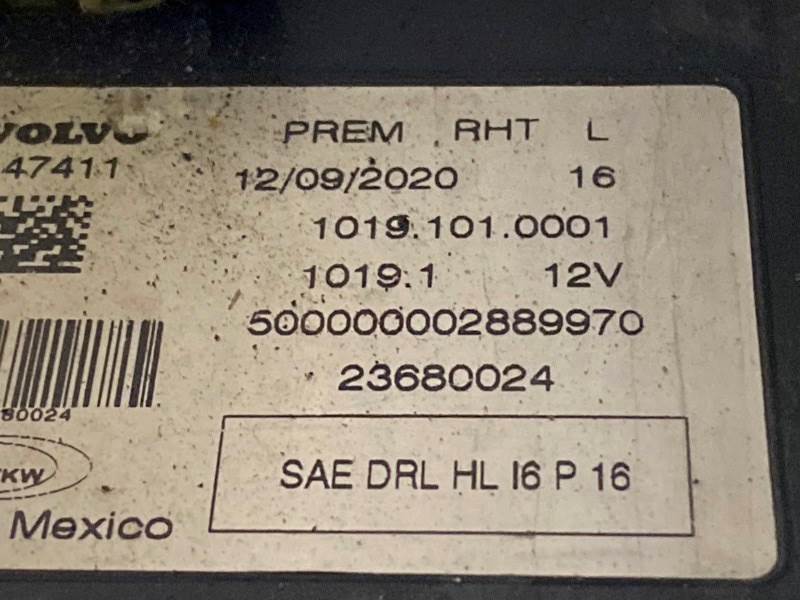 VOLVO PREM RHT L
47411 12/09/2020 16
1019.101.0001
1019.1 12V
500000002889970
23680024
80024
SAE DRL HL I6 P 16
KW
Mexico